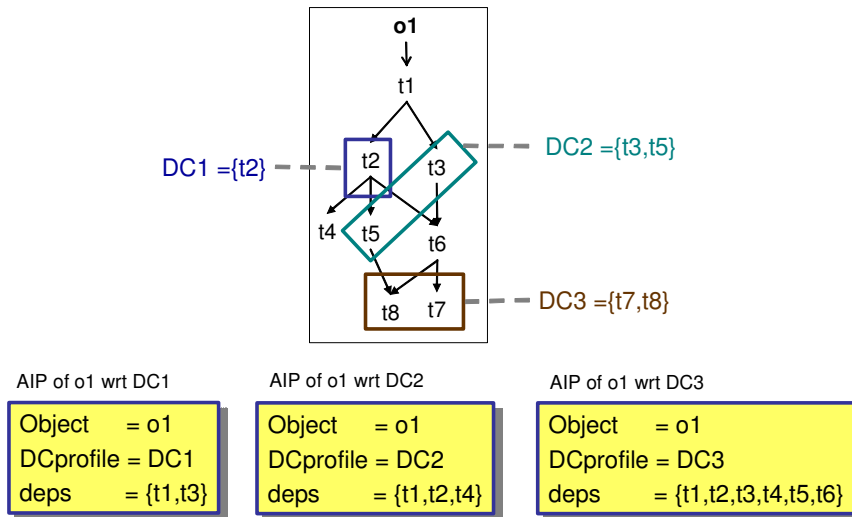 o1
t1
t2
t3
DC1 ={t2}
DC2 ={t3,t5}
t4
t5
t6
t8
t7
DC3 ={t7,t8}
AIP of o1 wrt DC1
Object = o1
DCprofile = DC1
deps = {t1,t3}
AIP of o1 wrt DC2
Object = o1
DCprofile = DC2
deps = {t1,t2,t4}
AIP of o1 wrt DC3
Object = o1
DCprofile = DC3
deps = {t1,t2,t3,t4,t5,t6}